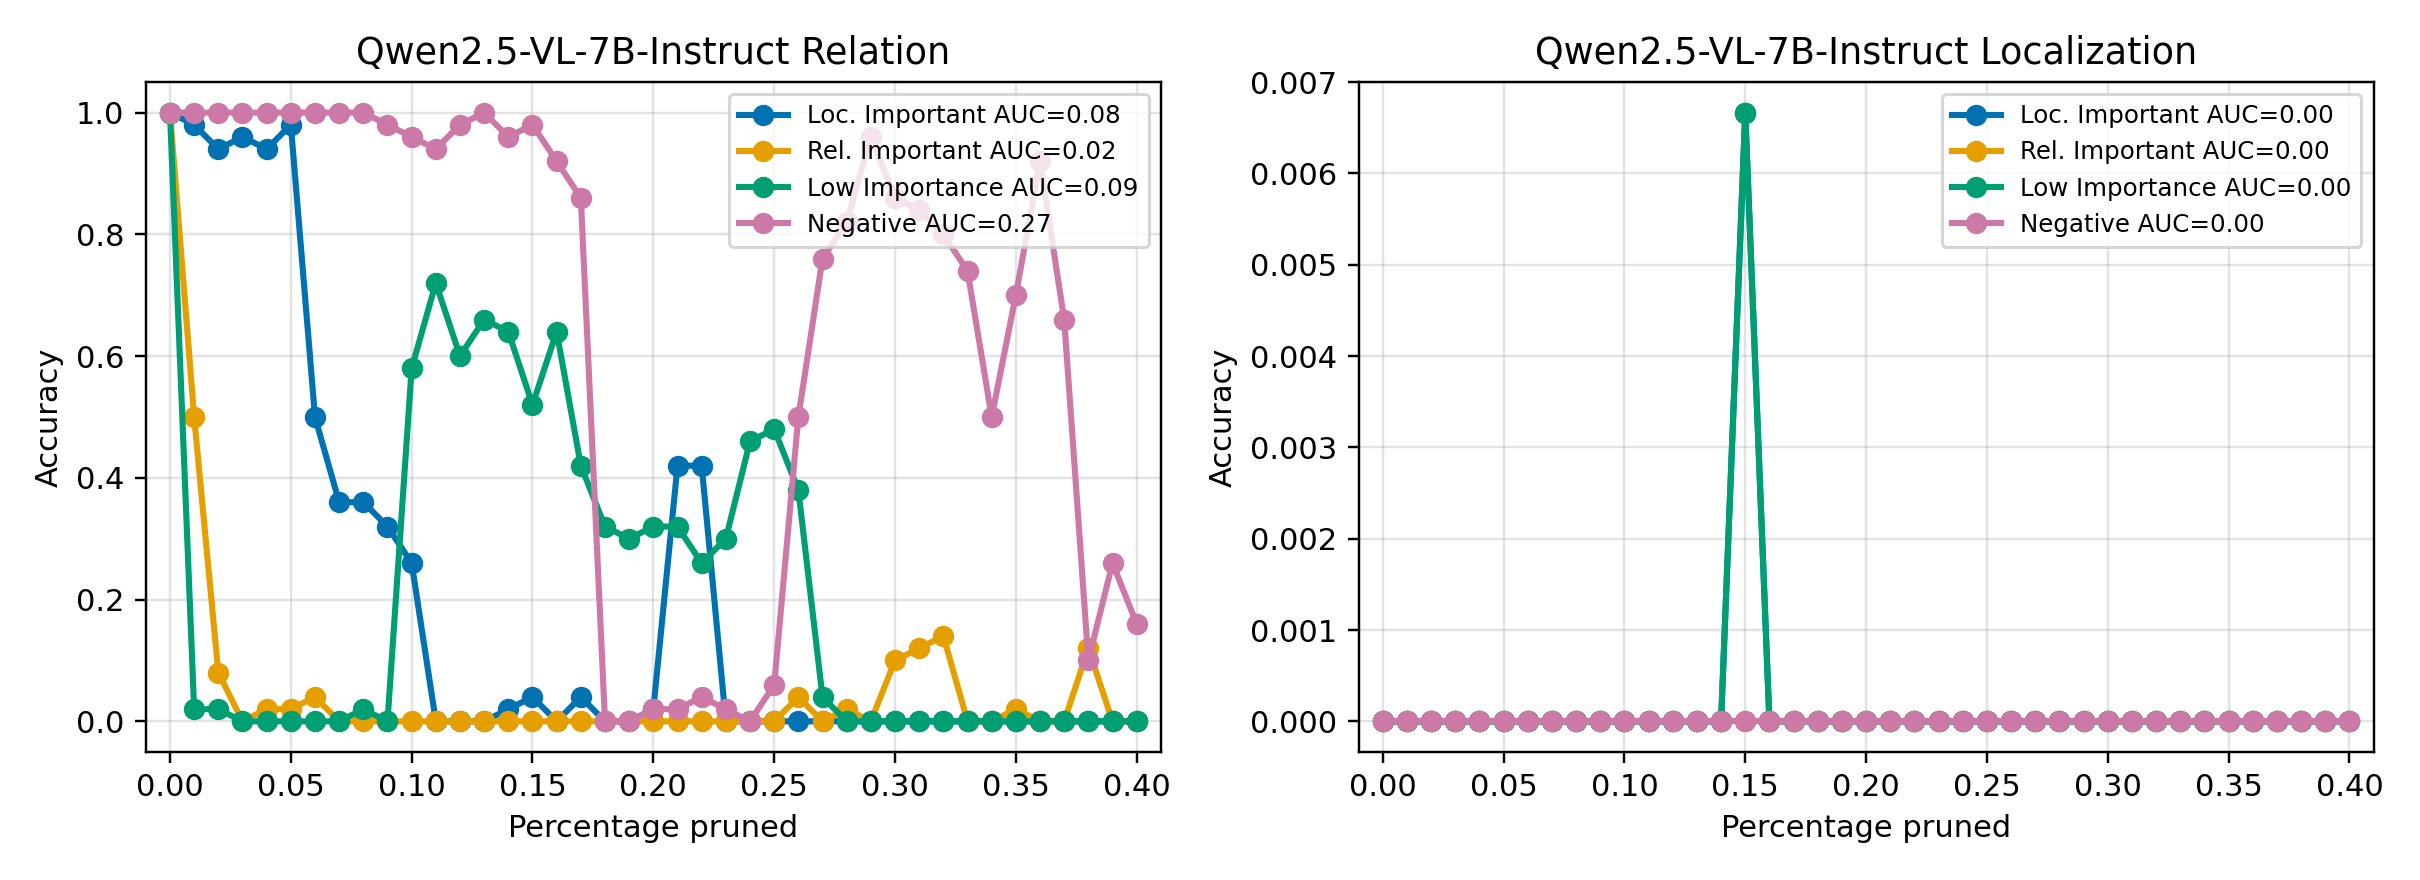 Qwen2.5-VL-7B-Instruct Relation
1.0
0.8
0.6
0.4
0.2
0.0
Accuracy
Loc. Important AUC=0.08
Rel. Important AUC=0.02
Low Importance AUC=0.09
Negative AUC=0.27
0.00 0.05 0.10 0.15 0.20 0.25 0.30 0.35 0.40
Percentage pruned
Qwen2.5-VL-7B-Instruct Localization
0.007
0.006
0.005
0.004
0.003
0.002
0.001
0.000
Accuracy
Loc. Important AUC=0.00
Rel. Important AUC=0.00
Low Importance AUC=0.00
Negative AUC=0.00
0.00 0.05 0.10 0.15 0.20 0.25 0.30 0.35 0.40
Percentage pruned